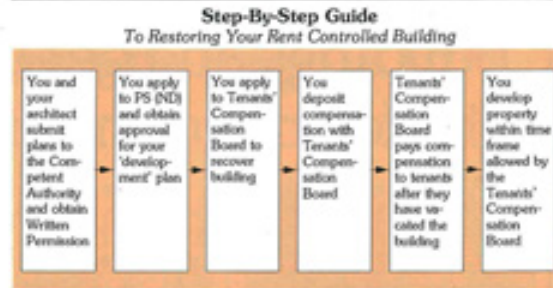 Step-By-Step Guide
To Restoring Your Rent Controlled Building
You and
your
architect
submit
plans to
the Com-
petent
Authority
and obtain
Written
Permission
You apply
to PS (ND)
and obtain
approval
for your
'develop-
ment' plan
You apply
to Tenants'
Compen-
sation
Board to
recover
building
You
deposit
compensa-
tion with
Tenants'
Compen-
sation
Board
Tenants'
Compen-
sation
Board
pays com-
pensation
to tenants
after they
have va-
cated the
building
You
develop
property
within time
frame
allowed by
the
Tenants'
Compen-
sation
Board